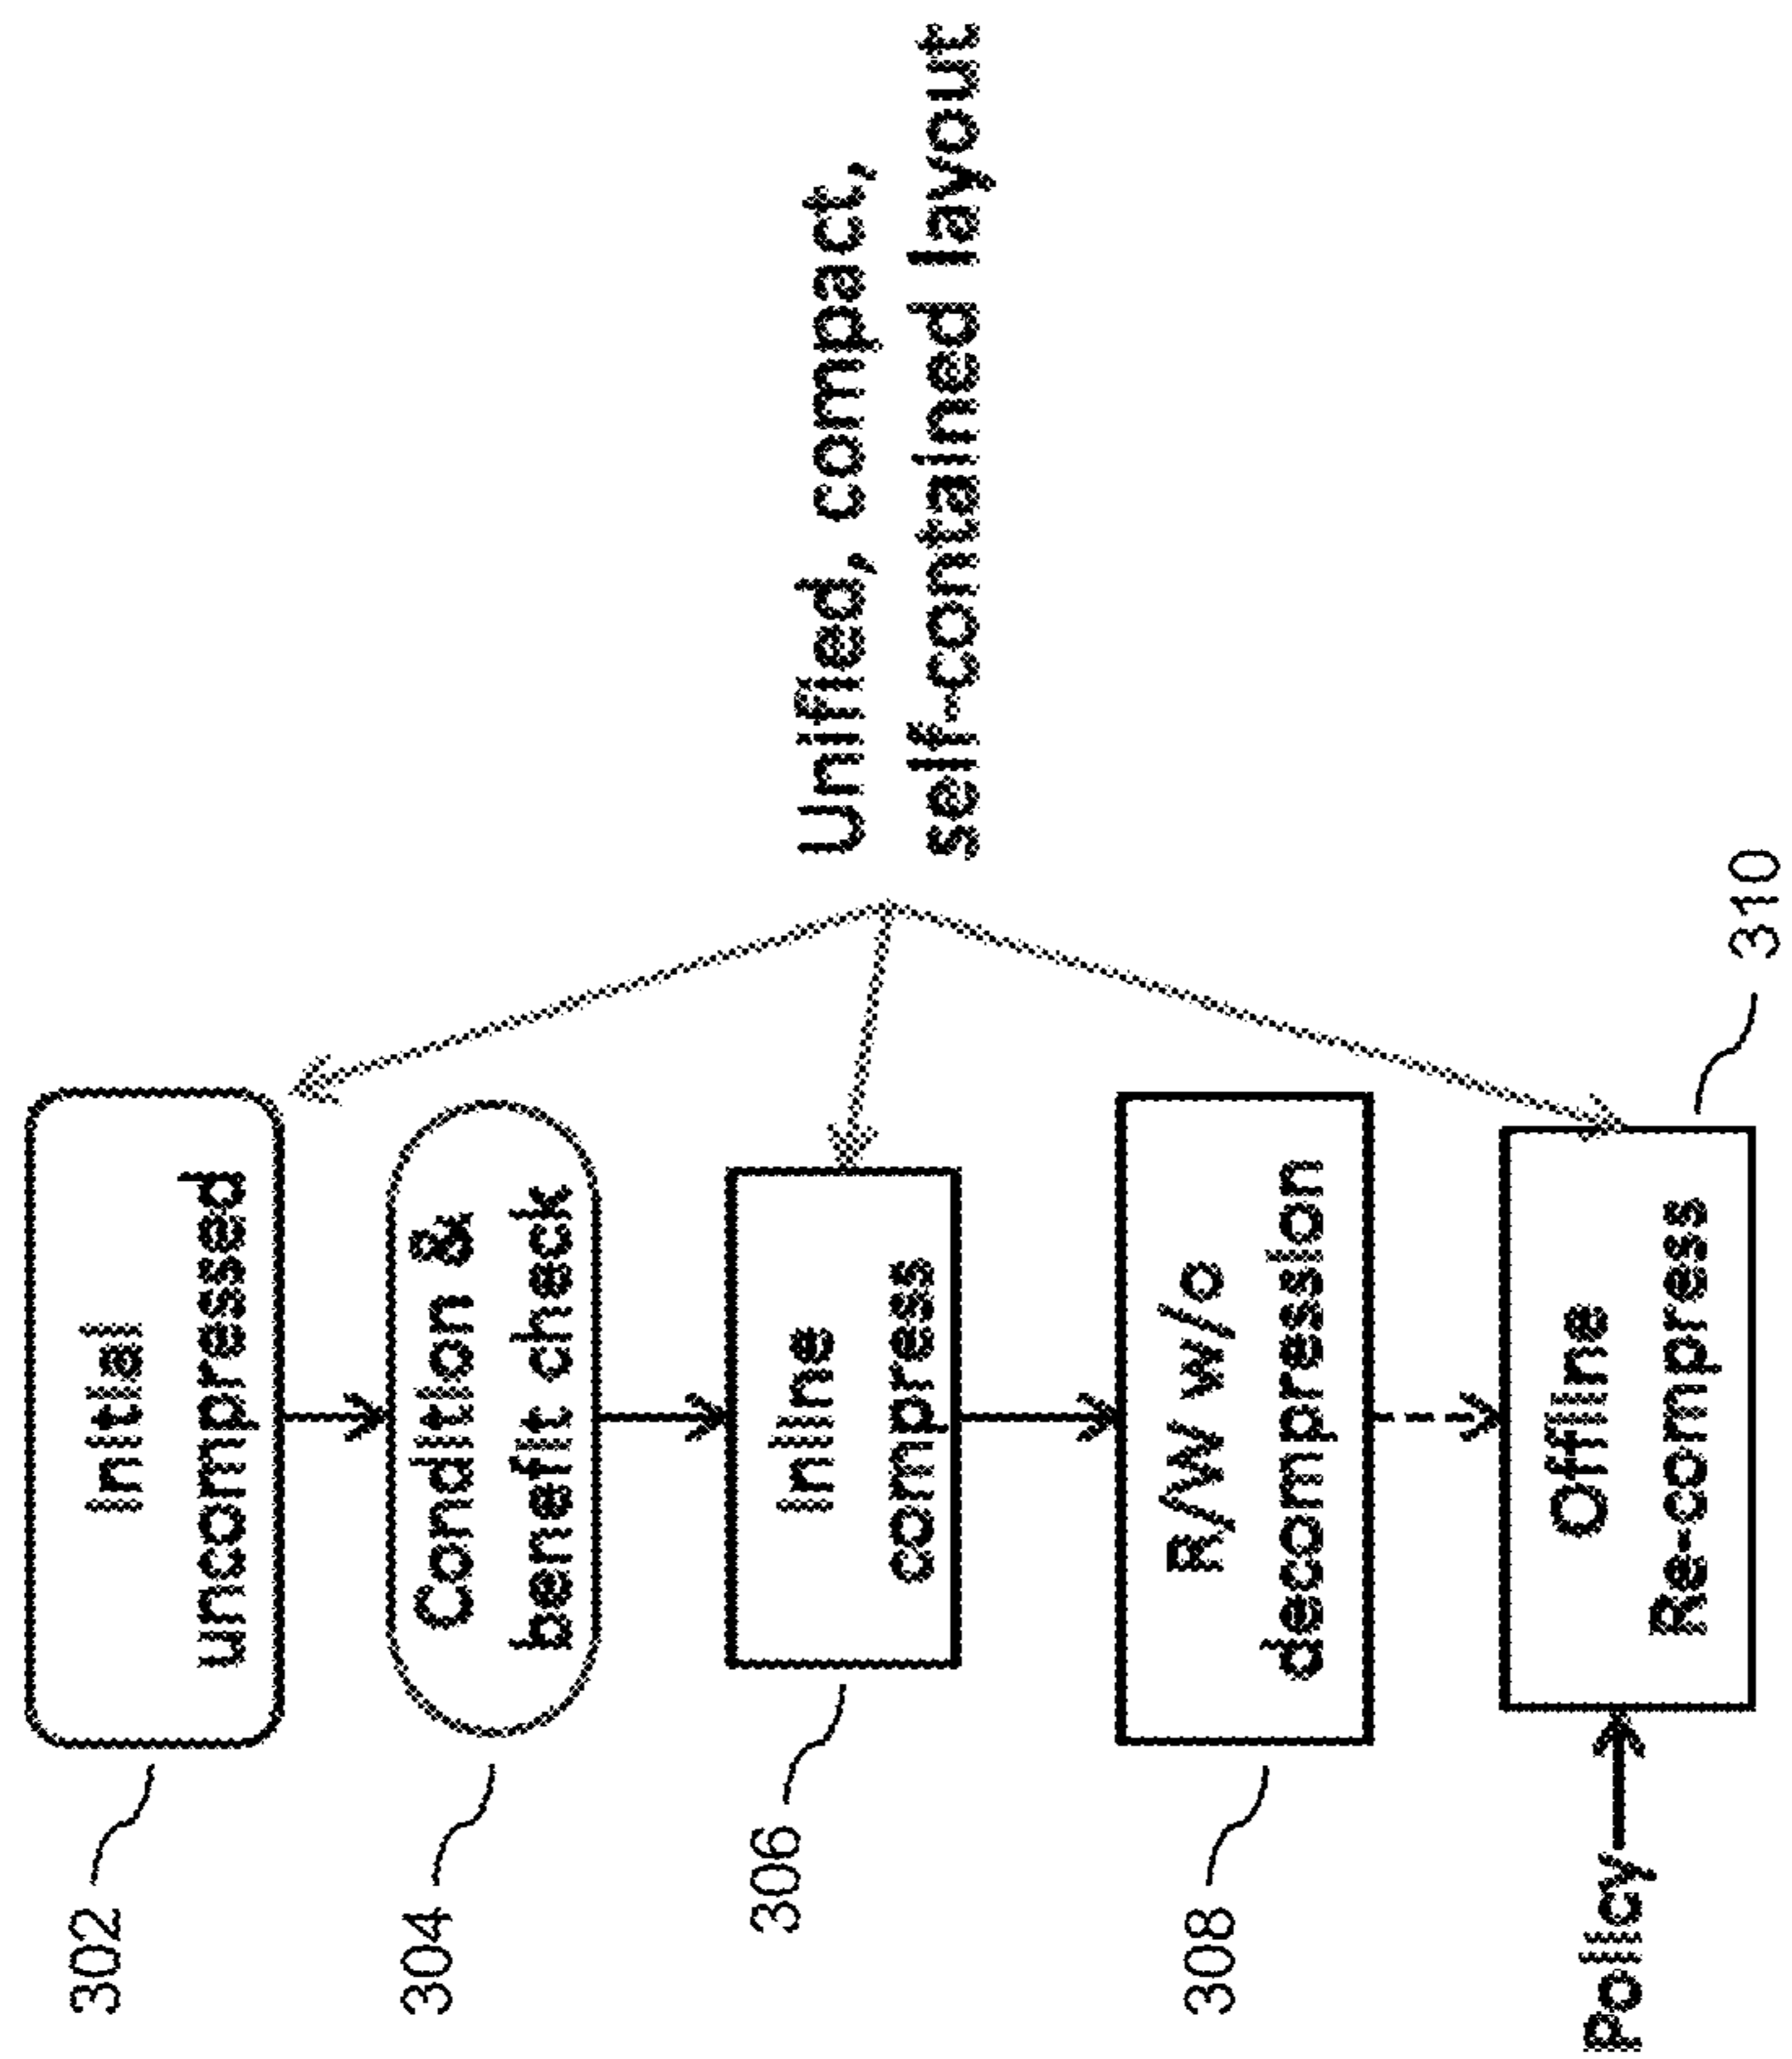 302
Initial
uncompressed
304
Condition &
benefit check
306
Inline
compress
Unified, compact,
self-contained layout
308
R/W w/o
decompression
Policy
Offline
Re-compress
310